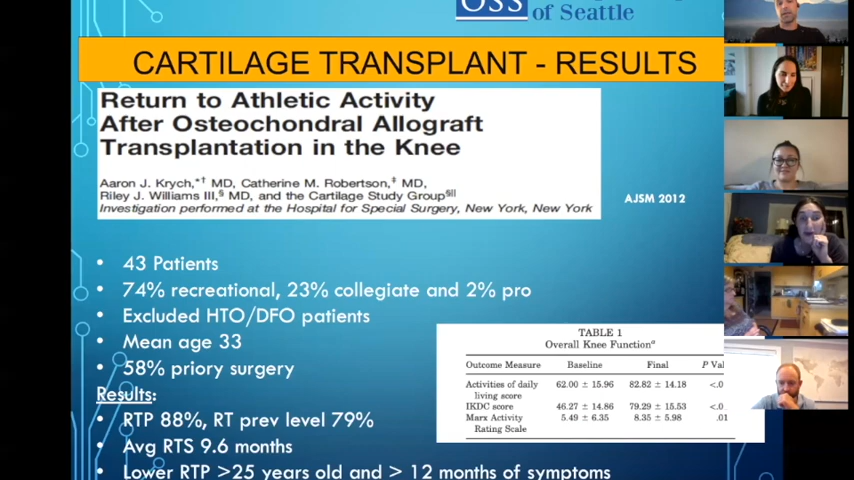 OSS
of Seattle
CARTILAGE TRANSPLANT - RESULTS
Return to Athletic Activity
After Osteochondral Allograft
Transplantation in the Knee
Aaron J. Krych,*† MD, Catherine M. Robertson,‡ MD,
Riley J. Williams III,§ MD, and the Cartilage Study Group§||
Investigation performed at the Hospital for Special Surgery, New York, New York
AJSM 2012
• 43 Patients
• 74% recreational, 23% collegiate and 2% pro
• Excluded HTO/DFO patients
• Mean age 33
• 58% priory surgery
Results:
• RTP 88%, RT prev level 79%
• Avg RTS 9.6 months
• Lower RTP >25 years old and > 12 months of symptoms
TABLE 1
Overall Knee Functionᵃ
Outcome Measure Baseline Final P Val
Activities of daily 62.00 ± 15.96 82.82 ± 14.18 <.0
living score
IKDC score 46.27 ± 14.86 79.29 ± 15.53 <.0
Marx Activity 5.49 ± 6.35 8.35 ± 5.98 .01
Rating Scale